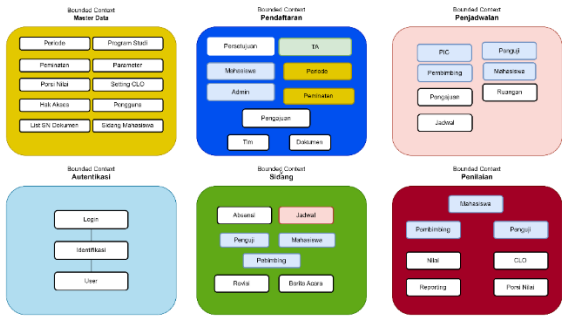 Bounded Context
Master Data
Periode
Program Studi
Peminatan
Parameter
Porsi Nilai
Setting CLO
Hak Akses
Pengguna
List SN Dokumen
Sidang Mahasiswa
Bounded Context
Pendaftaran
Persetujuan
TA
Mahasiswa
Periode
Admin
Peminatan
Pengajuan
Tim
Dokumen
Bounded Context
Penjadwalan
PIC
Penguji
Pembimbing
Mahasiswa
Pengajuan
Ruangan
Jadwal
Bounded Context
Autentikasi
Login
Identifikasi
User
Bounded Context
Sidang
Absensi
Jadwal
Penguji
Mahasiswa
Pebimbing
Revisi
Berita Acara
Bounded Context
Penilaian
Mahasiswa
Pembimbing
Penguji
Nilai
CLO
Reporting
Porsi Nilai